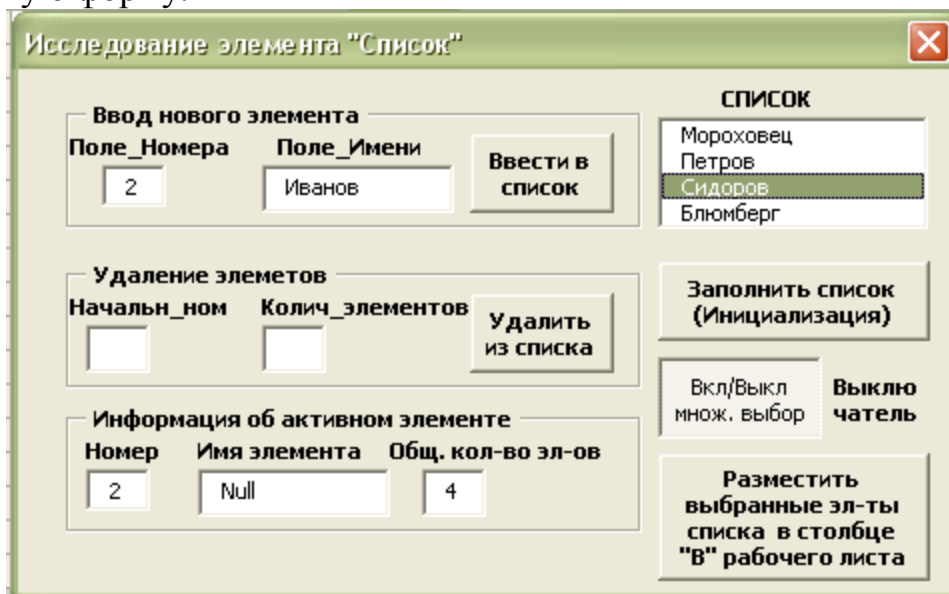 ую форму:
Исследование элемента "Список"
Ввод нового элемента
Поле_Номера Поле_Имени
2 Иванов
Ввести в
список
СПИСОК
Мороховец
Петров
Сидоров
Блюмберг
Удаление элеметов
Начальн_ном Колич_элементов
Удалить
из списка
Заполнить список
(Инициализация)
Вкл/Выкл
множ. выбор
Выклю
чатель
Информация об активном элементе
Номер Имя элемента Общ. кол-во эл-ов
2 Null 4
Разместить
выбранные эл-ты
списка в столбце
"В" рабочего листа